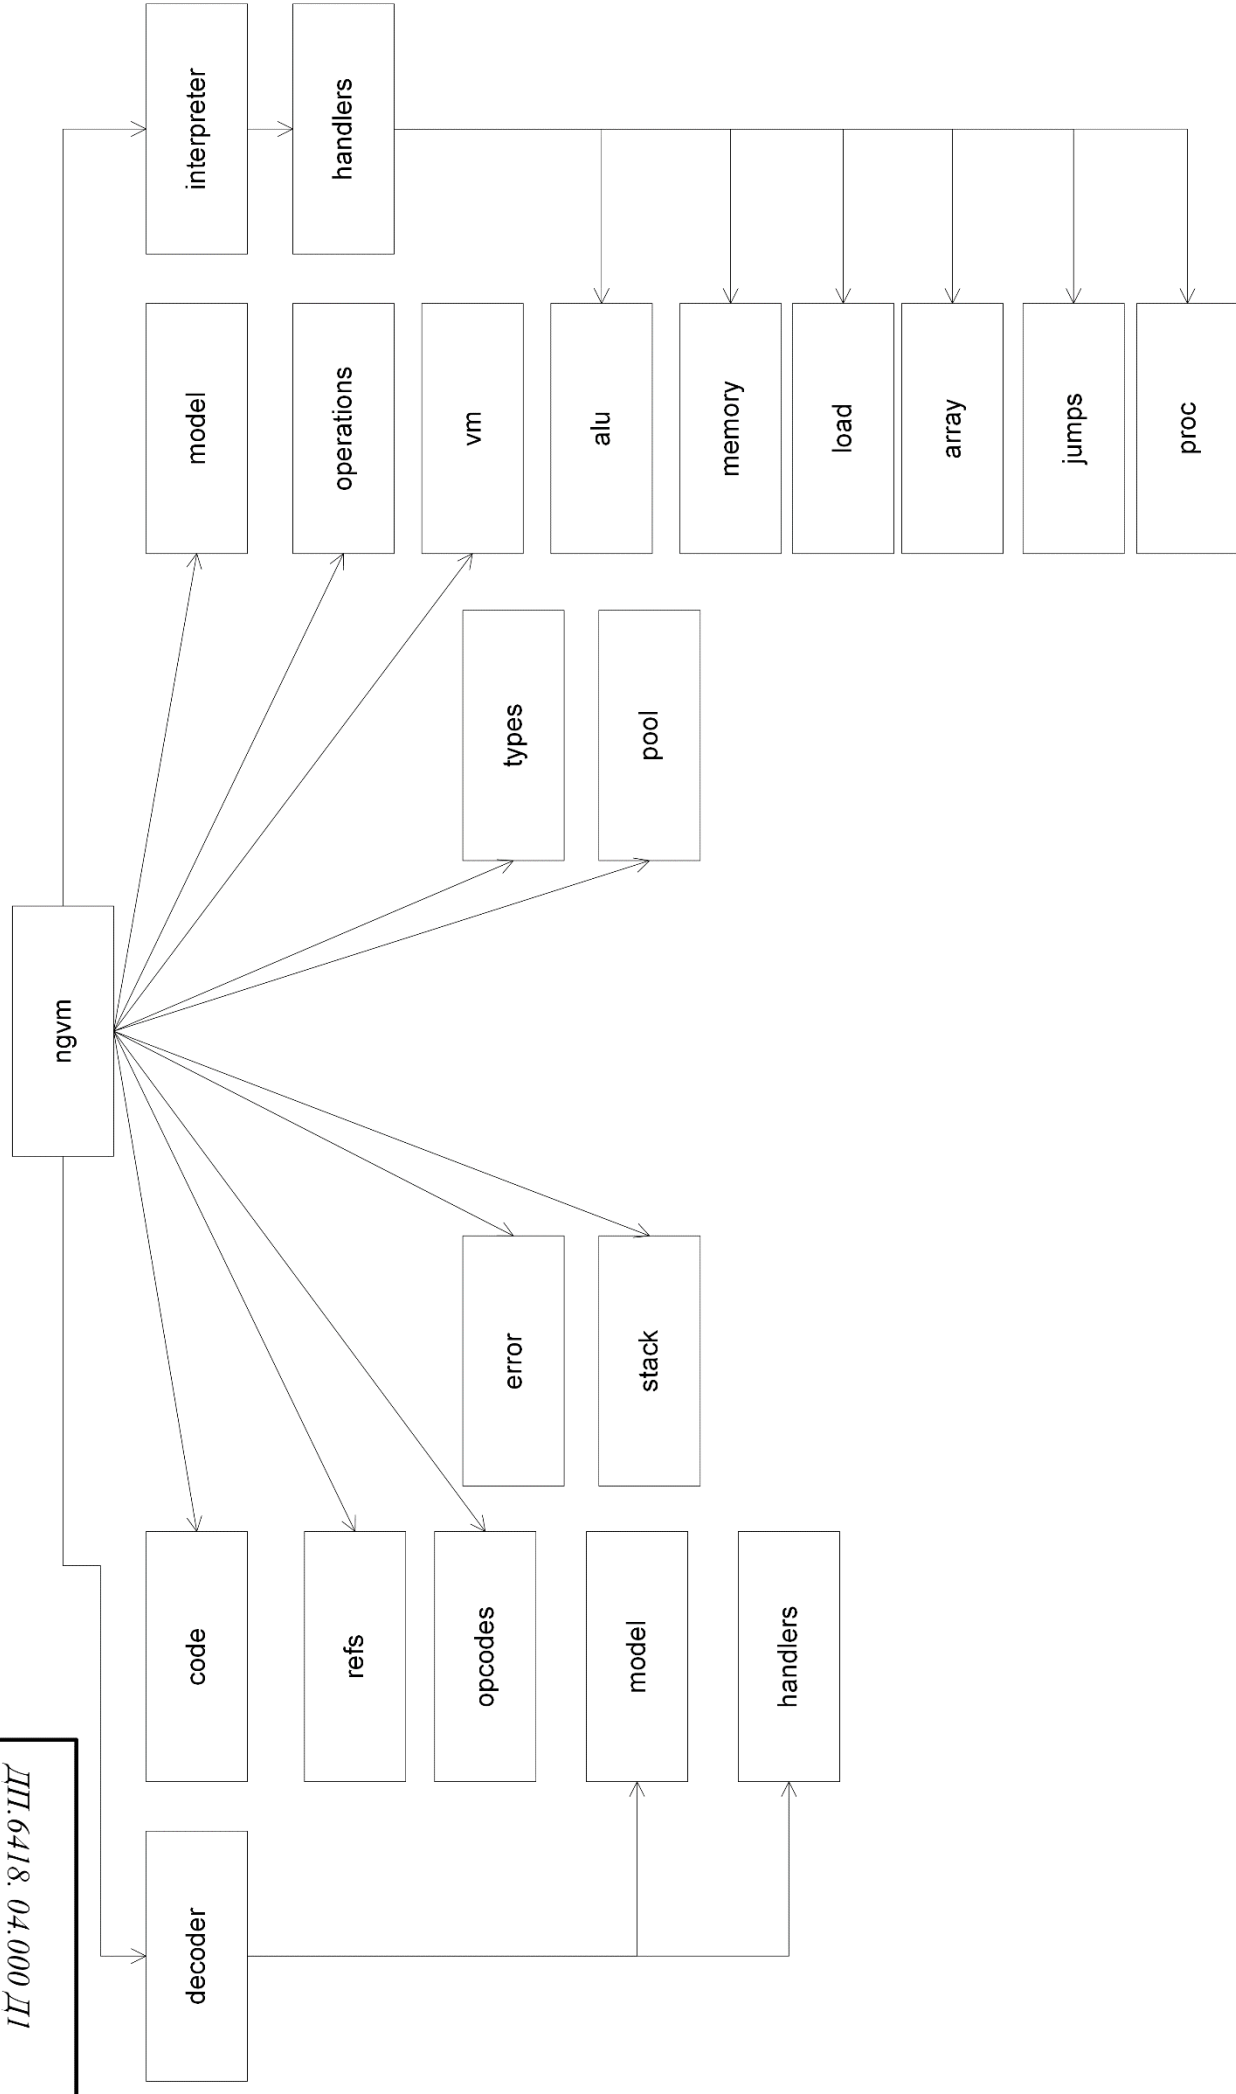 ngvm
decoder
code
model
interpreter
refs
operations
handlers
opcodes
error
types
vm
model
stack
pool
alu
handlers
memory
load
array
jumps
proc
ДП.6418. 04.000 Д1